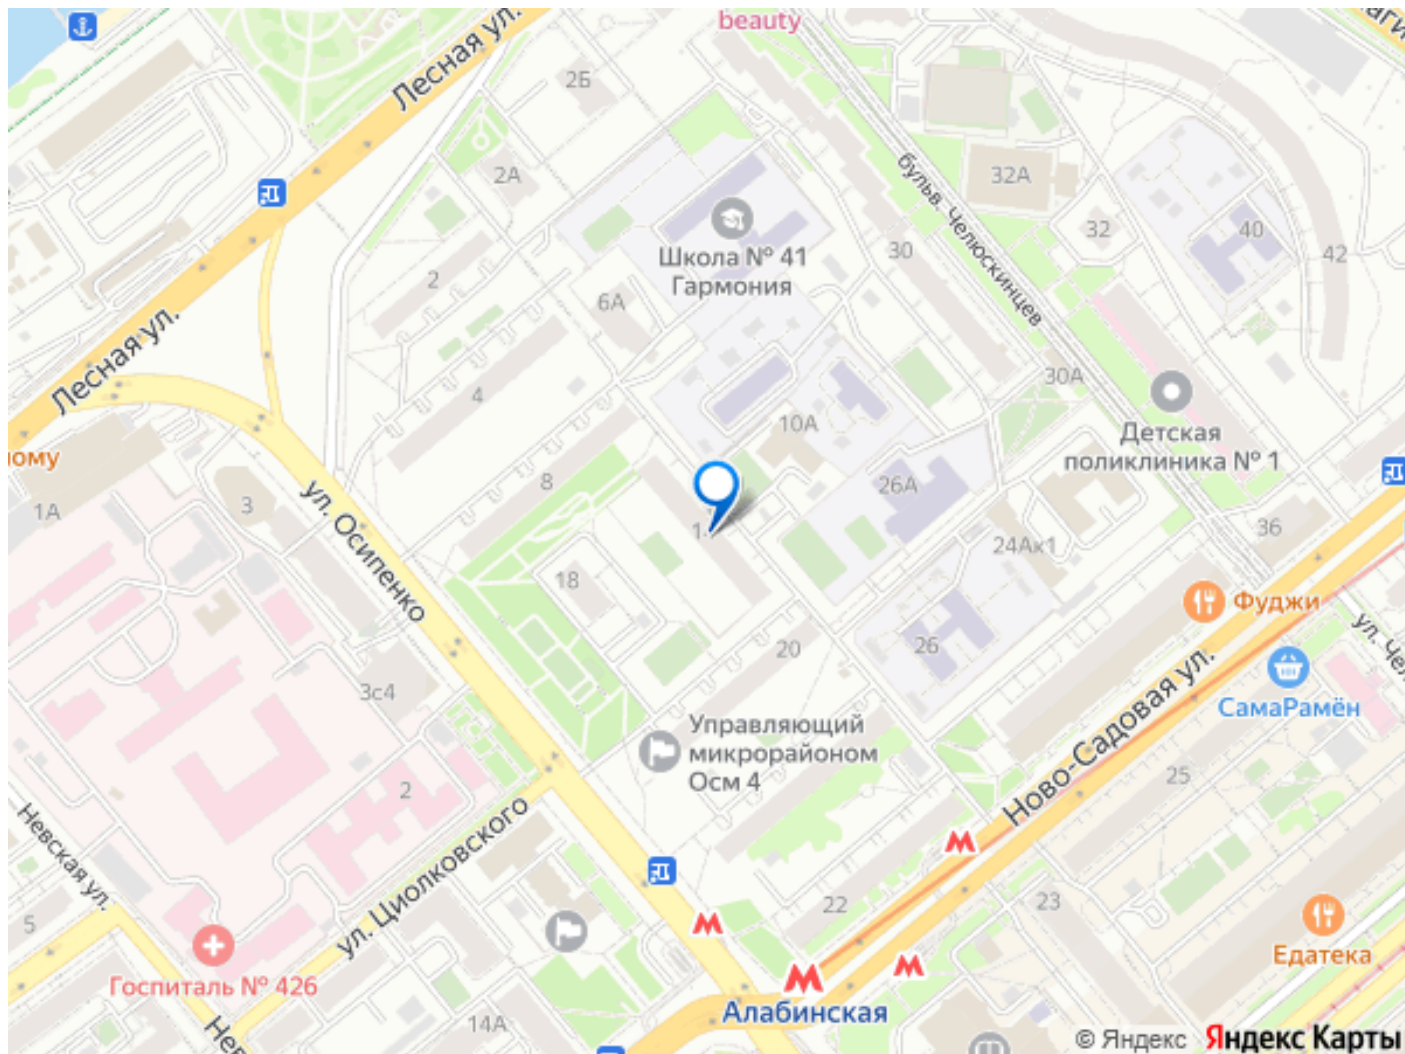 beauty
Лесная ул.
2Б
2А
32А
бульв. Челюскинцев
32
40
42
30
Школа № 41
Гармония
2
6А
Лесная ул.
4
30А
10А
Детская
поликлиника № 1
8
26А
1А
3
ул. Осипенко
36
24Ак1
18
Фуджи
20
26
3с4
СамаРамён
Ново-Садовая ул.
Управляющий
микрорайоном
Осм 4
25
2
Невская ул.
ул. Циолковского
22
23
5
Едатека
Госпиталь № 426
Алабинская
14А
© Яндекс Яндекс Карты